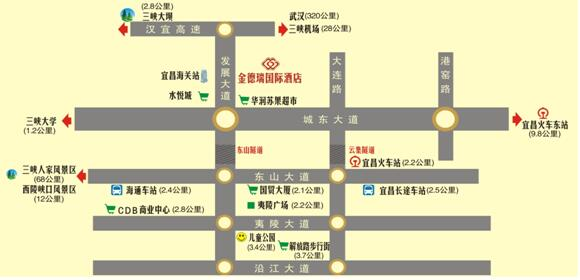 (2.8公里)
三峡大坝
汉宜高速
武汉(320公里)
三峡机场(28公里)
发展大道
金德瑞国际酒店
大连路
港窑路
宜昌海关站
水悦城
华润苏果超市
三峡大学
(1.2公里)
城东大道
宜昌火车东站
(9.8公里)
东山隧道
云集隧道
宜昌火车站(2.2公里)
三峡人家风景区
(68公里)
西陵峡口风景区
(12公里)
东山大道
海通车站(2.4公里)
国贸大厦(2.1公里)
宜昌长途车站(2.5公里)
CDB商业中心(2.8公里)
夷陵广场(2.2公里)
夷陵大道
儿童公园
(3.4公里)
解放路步行街
(3.7公里)
沿江大道